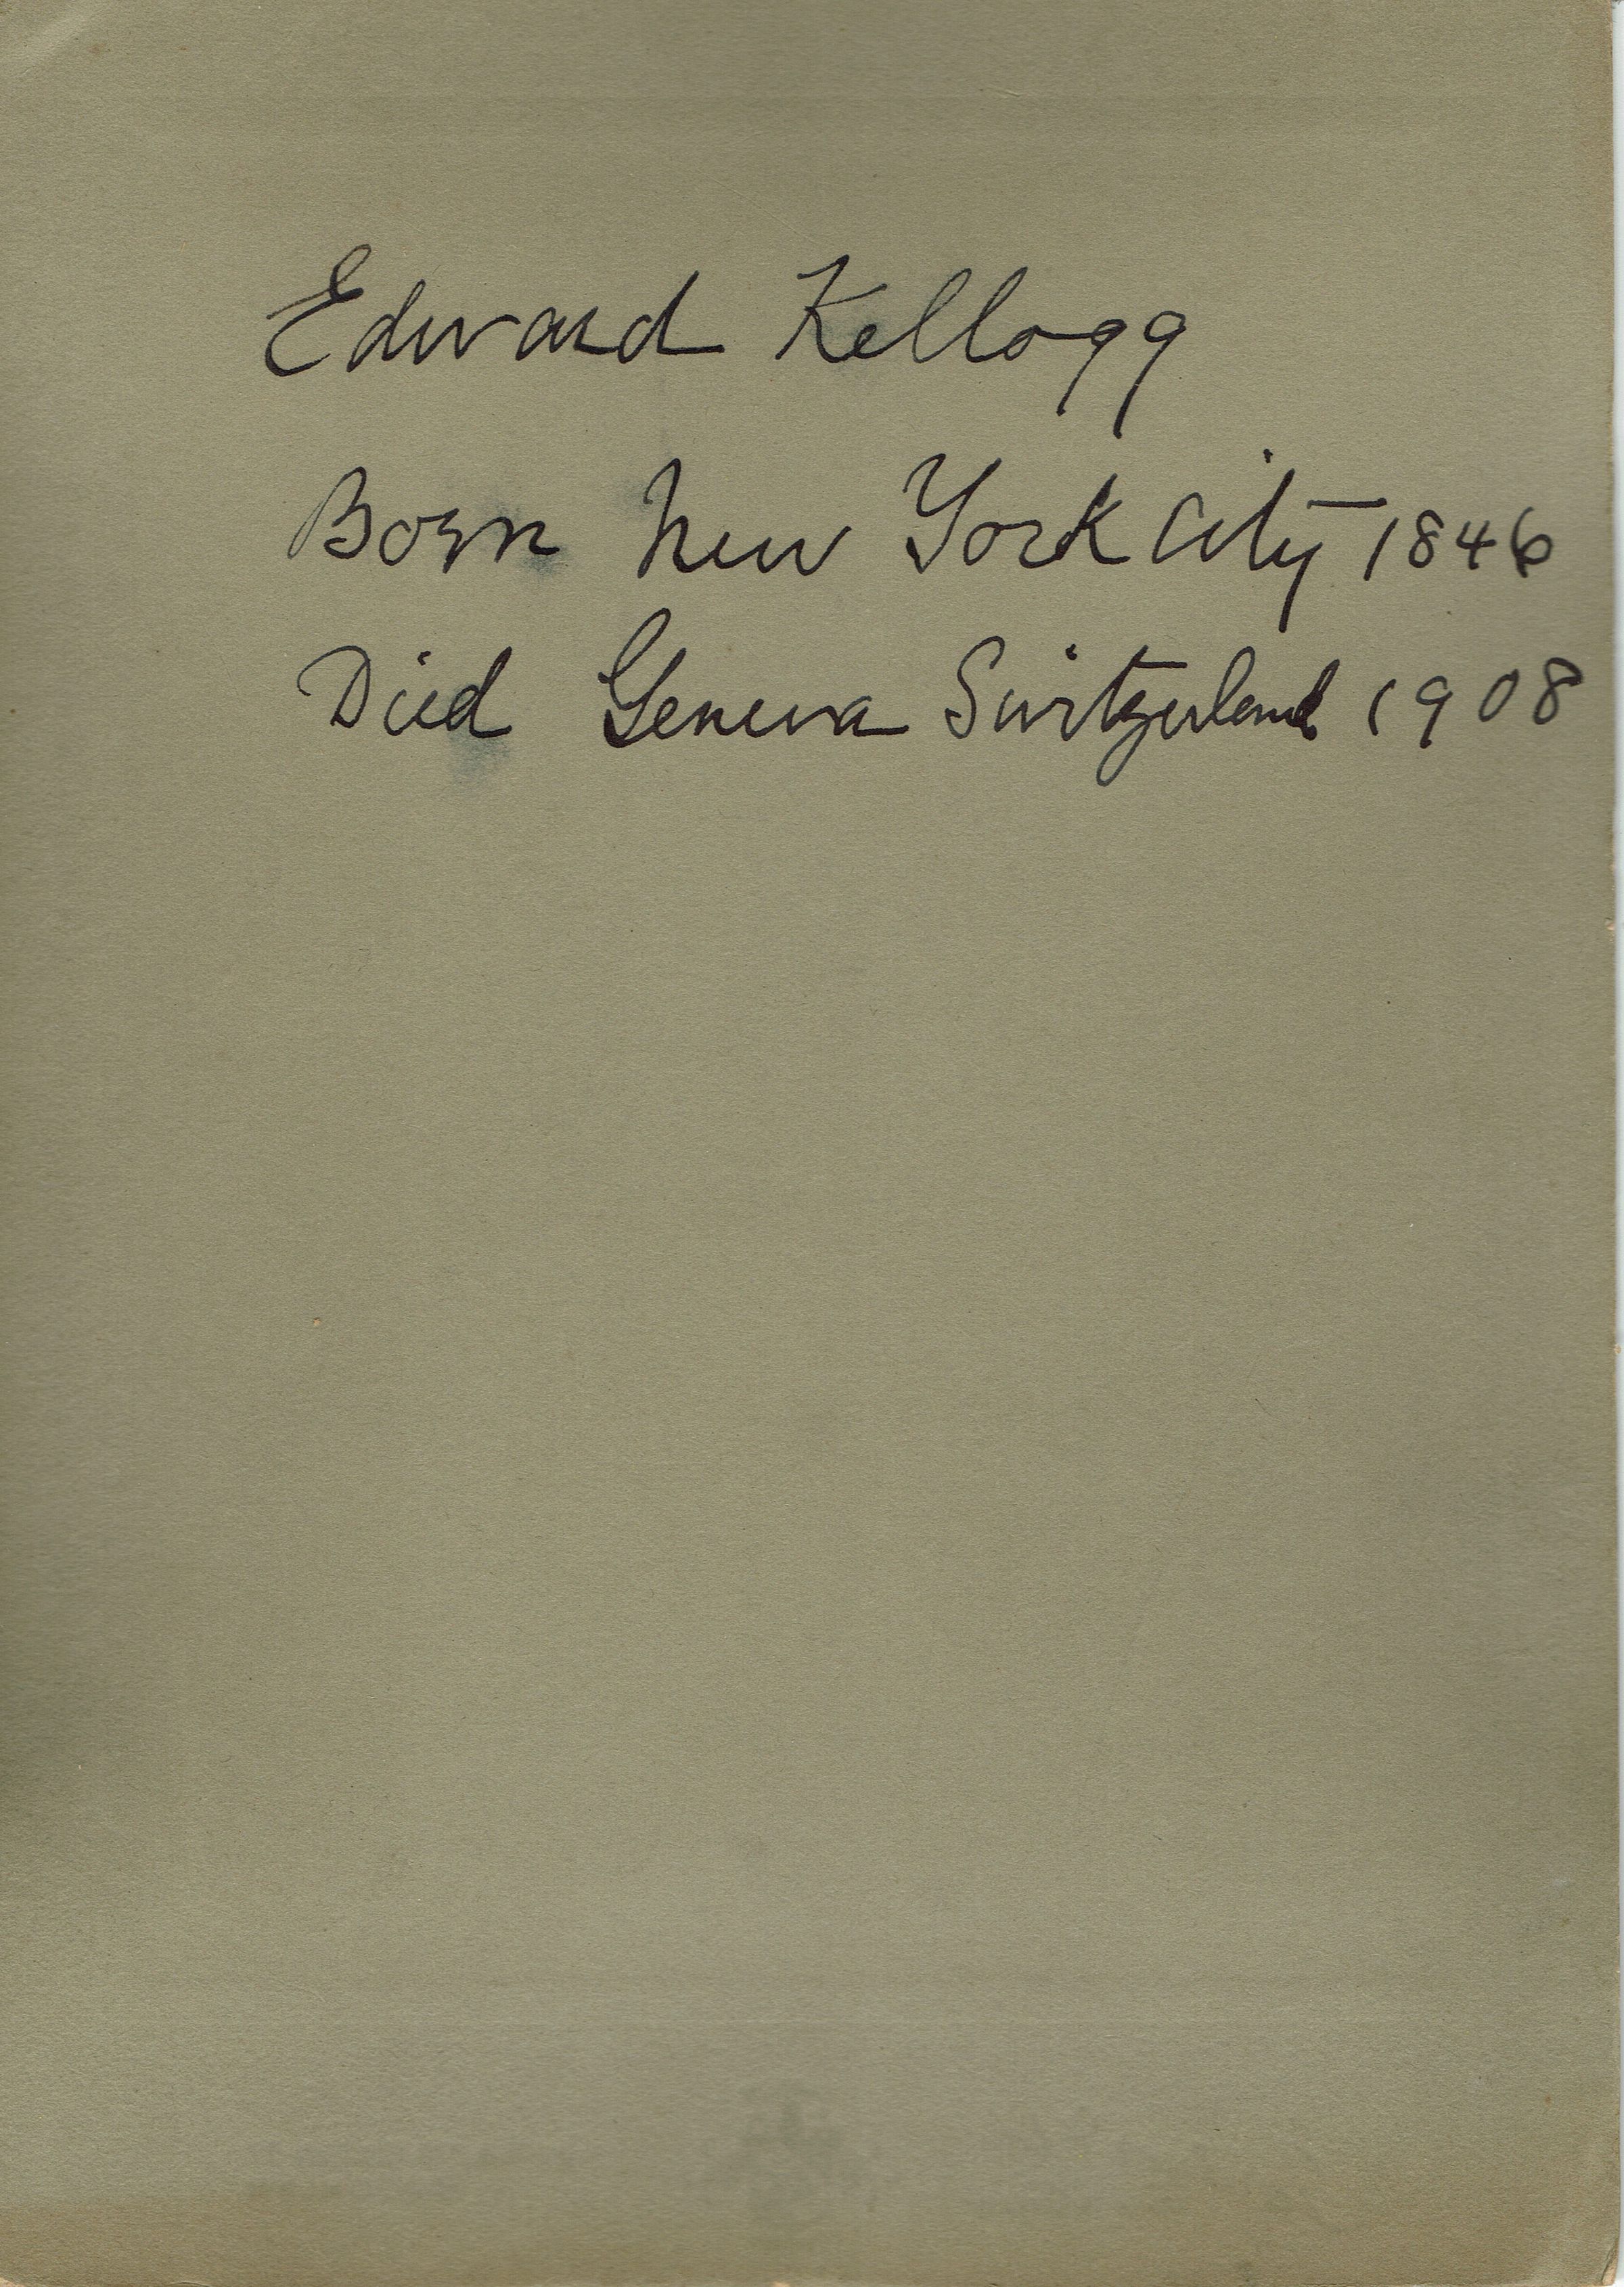 Edward Kellogg
Born New York City 1846
Died Geneva Switzerland 1908